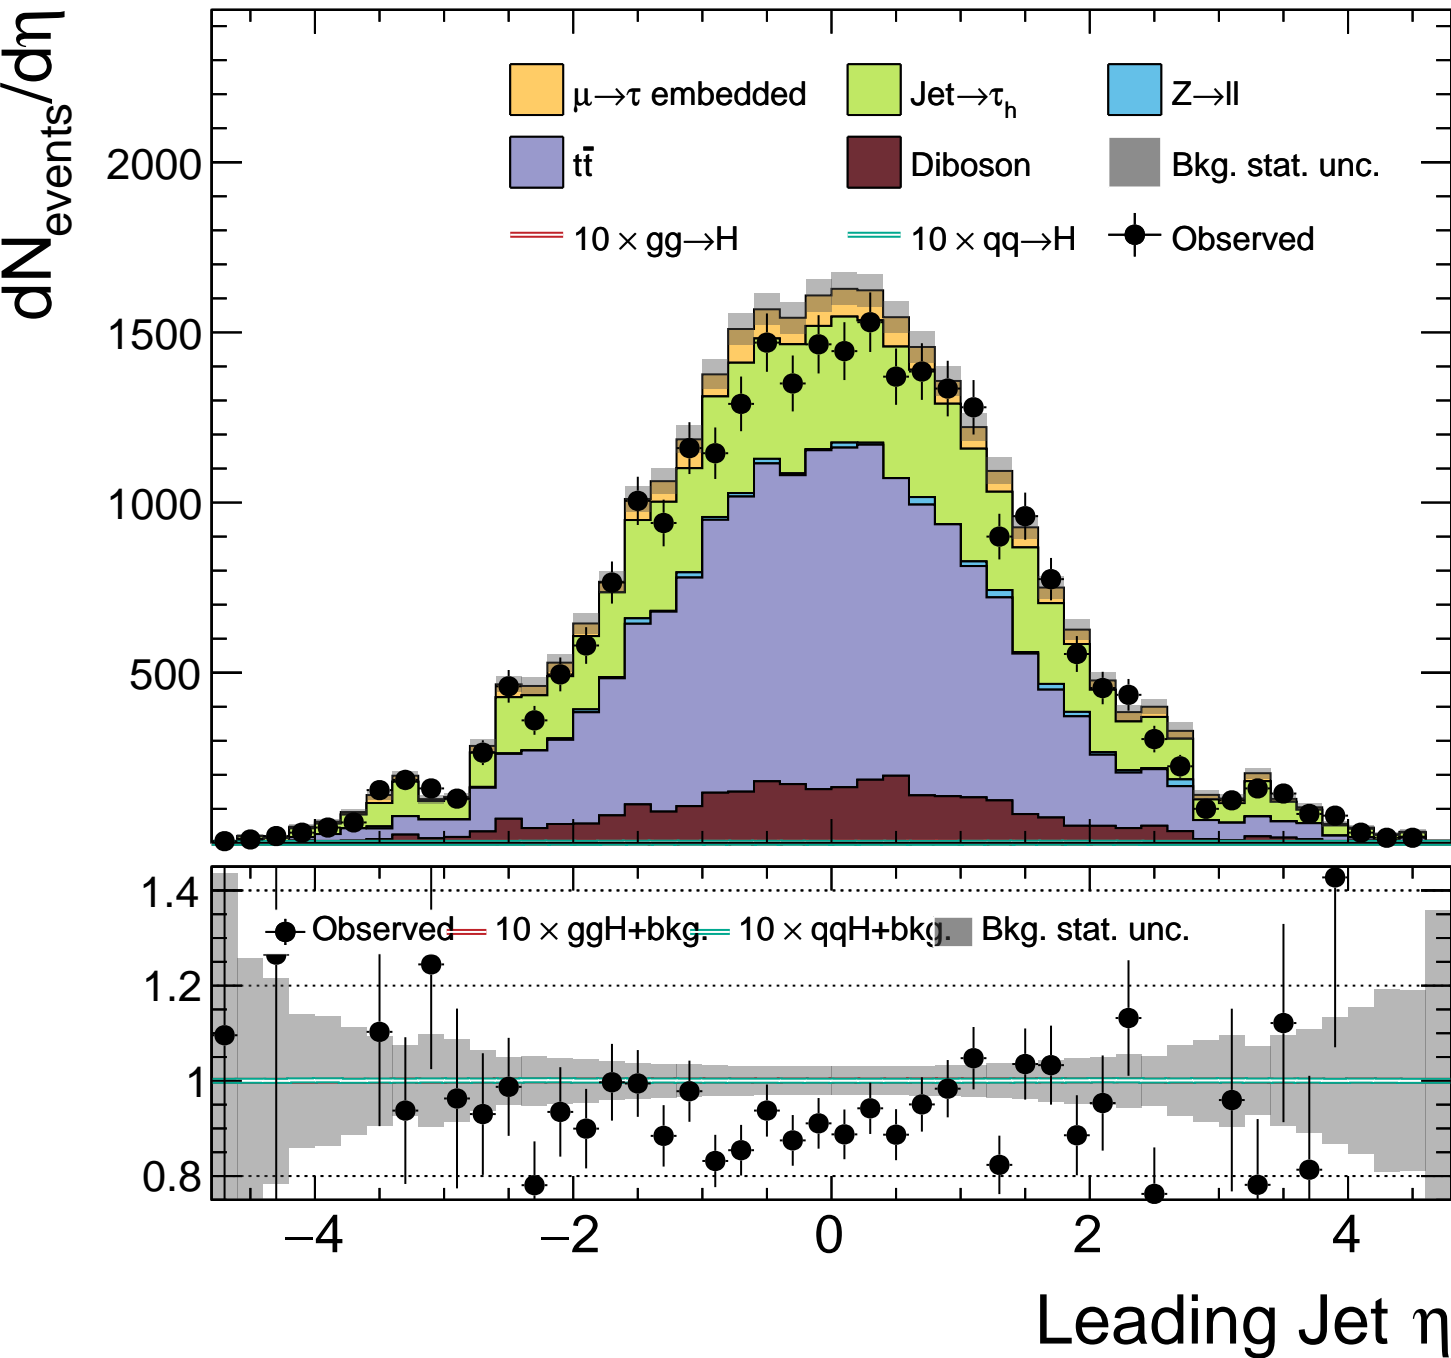 dN_events/dη
μ→τ embedded Jet→τ_h Z→ll
tt̄ Diboson Bkg. stat. unc.
10 × gg→H 10 × qq→H Observed
2000
1500
1000
500
1.4
Observed 10 × ggH+bkg. 10 × qqH+bkg. Bkg. stat. unc.
1.2
1
0.8
−4 −2 0 2 4
Leading Jet η